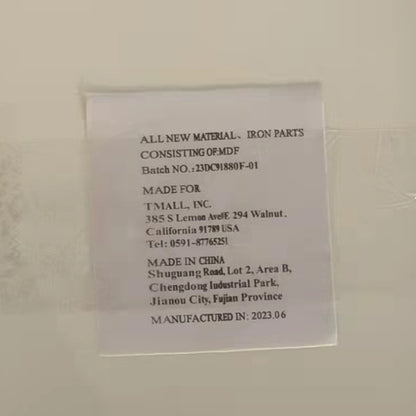 ALL NEW MATERIAL、IRON PARTS
CONSISTING OF:MDF
Batch NO.:23DC91880F-01
MADE FOR
TMALL, INC.
385 S Lemon Ave#E 294 Walnut.
California 91789 USA
Tel: 0591-87765251
MADE IN CHINA
Shuguang Road, Lot 2, Area B,
Chengdong Industrial Park,
Jianou City, Fujian Province
MANUFACTURED IN: 2023.06